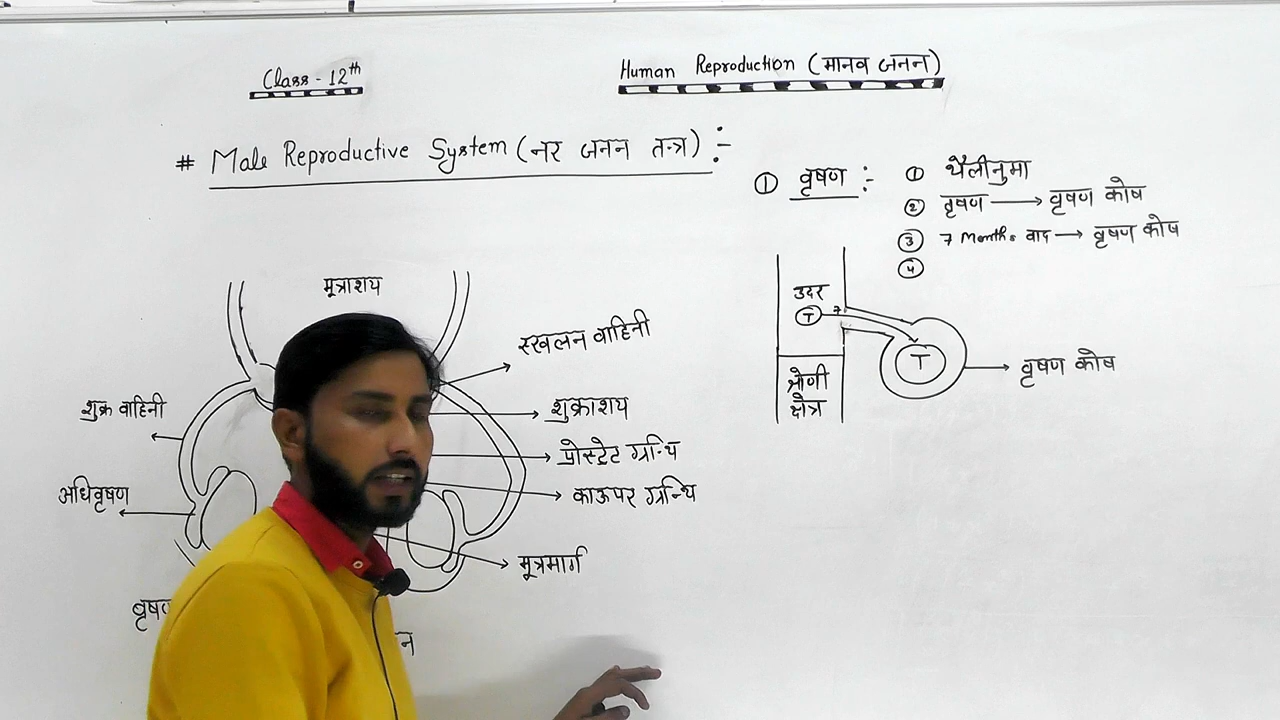 Class - 12th
Human Reproduction (मानव जनन)
# Male Reproductive System (नर जनन तन्त्र) :-
① वृषण :-
① थैलीनुमा
② वृषण → वृषण कोष
③ 7 Months बाद → वृषण कोष
④
मूत्राशय
स्खलन वाहिनी
शुक्र वाहिनी
शुक्राशय
प्रोस्ट्रेट ग्रन्थि
अधिवृषण
काऊपर ग्रन्थि
मूत्रमार्ग
उदर
T
T
वृषण कोष
श्रोणी
क्षेत्र